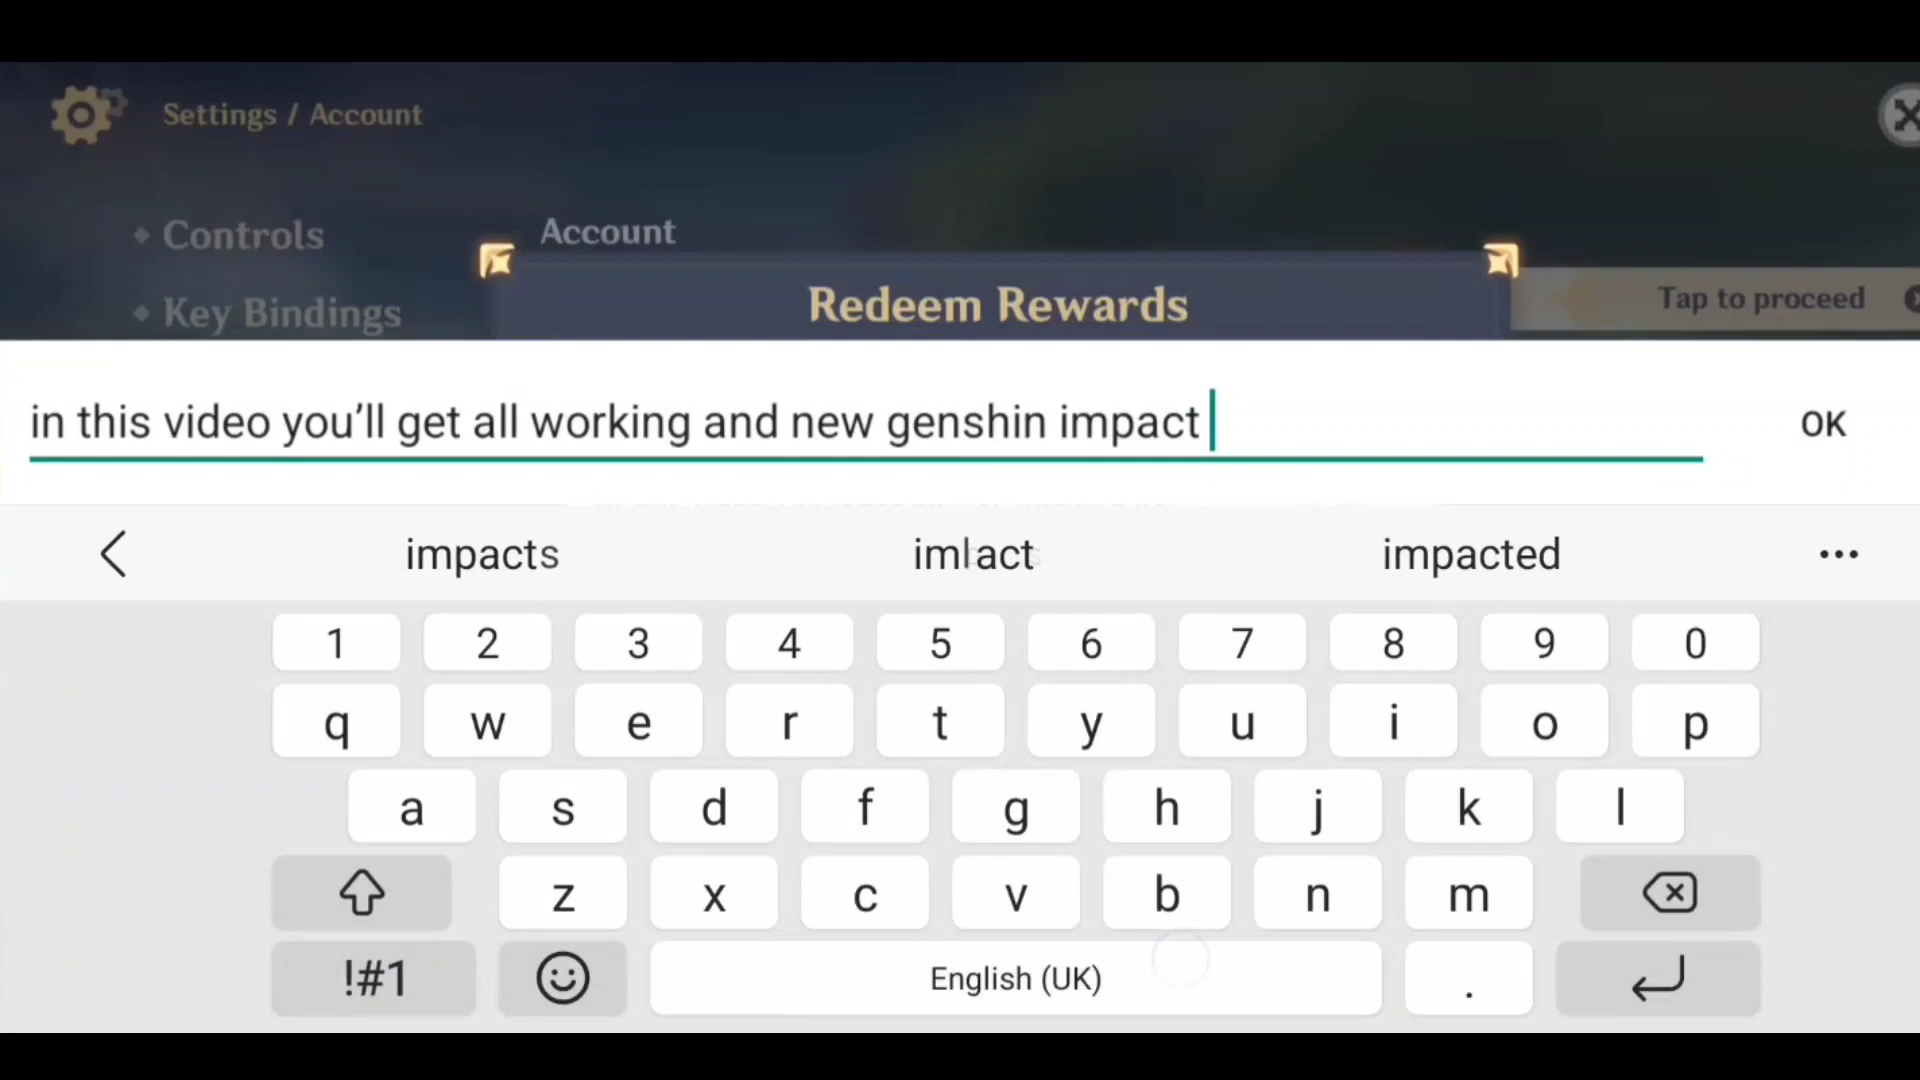 Settings / Account
Controls
Account
Key Bindings
Redeem Rewards
Tap to proceed
in this video you’ll get all working and new genshin impact
OK
impacts
impacted
1 2 3 4 5 6 7 8 9 0
q w e r t y u i o p
a s d f g h j k l
z x c v b n m
!#1
English (UK)
.